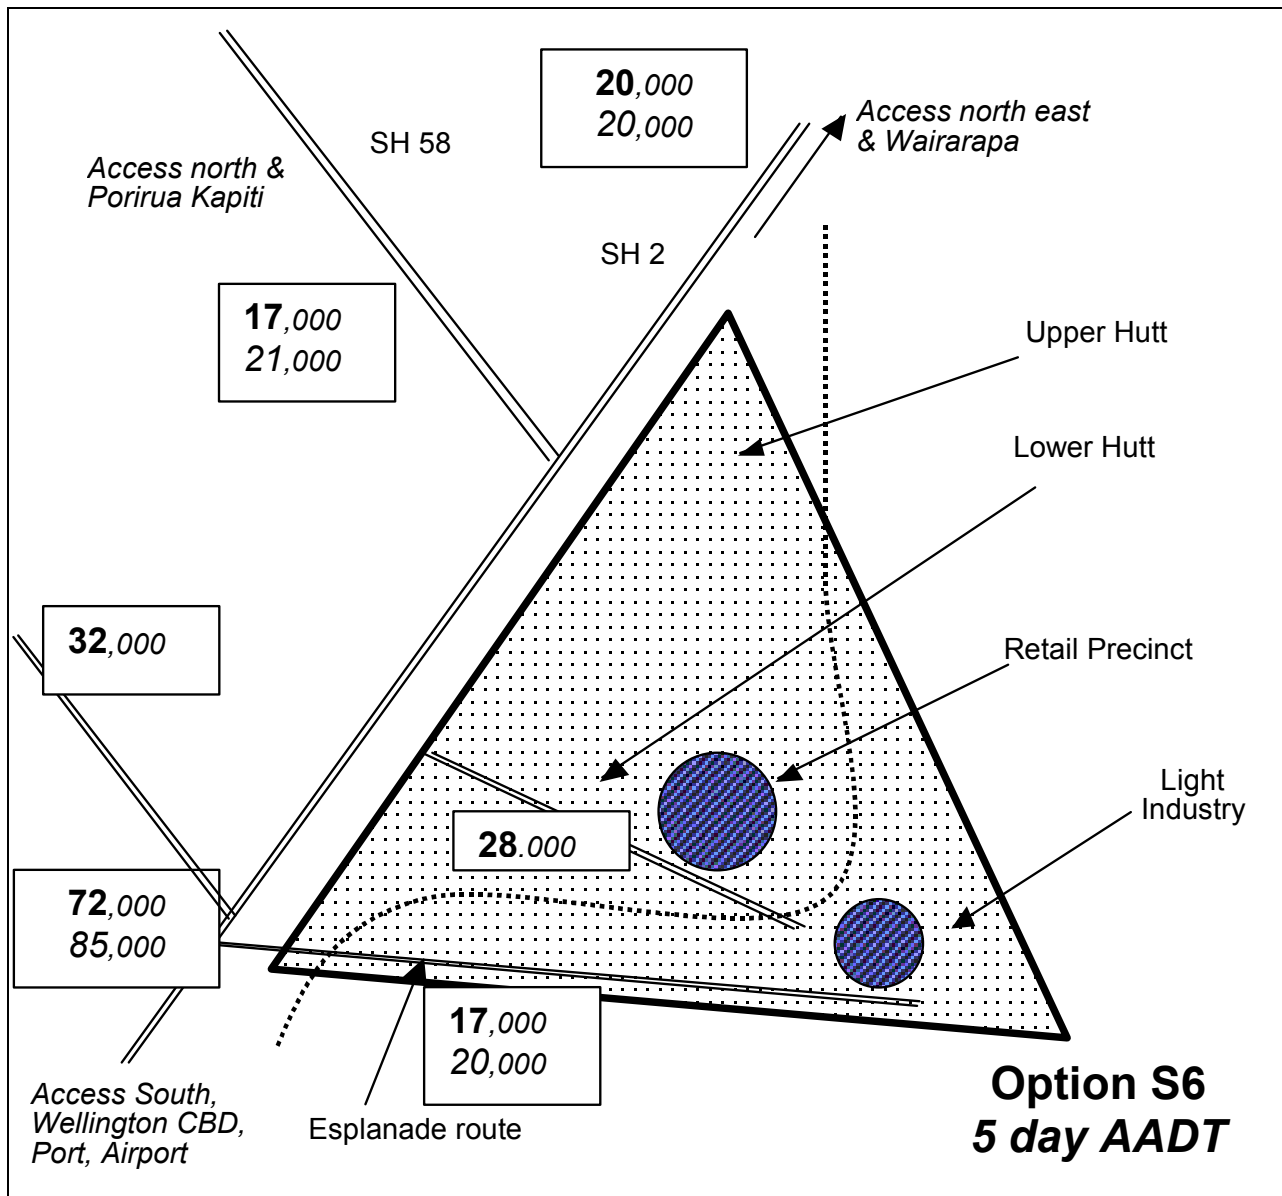 20,000
20,000
Access north east
& Wairarapa
SH 58
Access north &
Porirua Kapiti
SH 2
17,000
21,000
Upper Hutt
Lower Hutt
32,000
Retail Precinct
Light
Industry
28.000
72,000
85,000
17,000
20,000
Access South,
Wellington CBD,
Port, Airport
Esplanade route
Option S6
5 day AADT